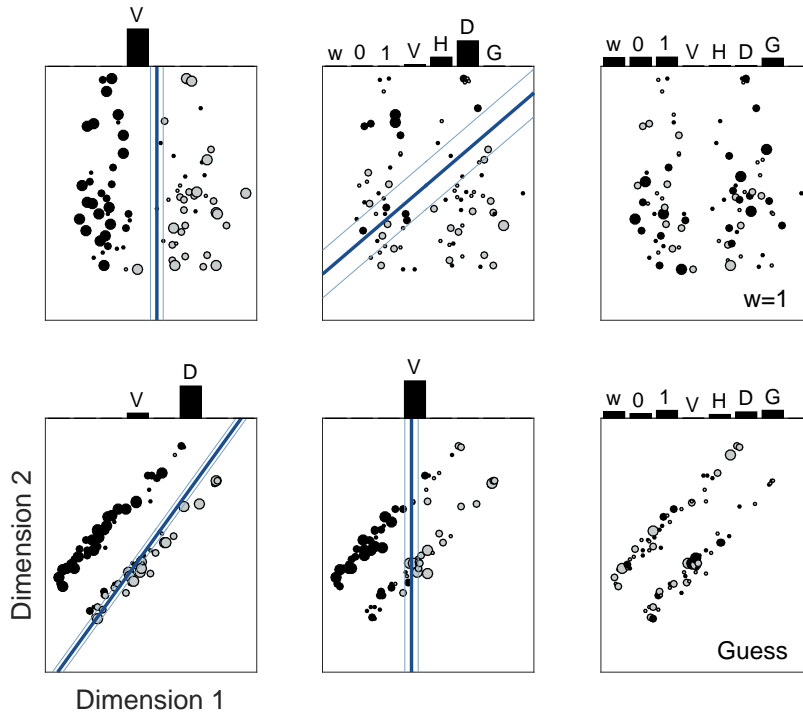 V
w 0 1 V H D G
w 0 1 V H D G
w=1
V D
V
w 0 1 V H D G
Guess
Dimension 2
Dimension 1